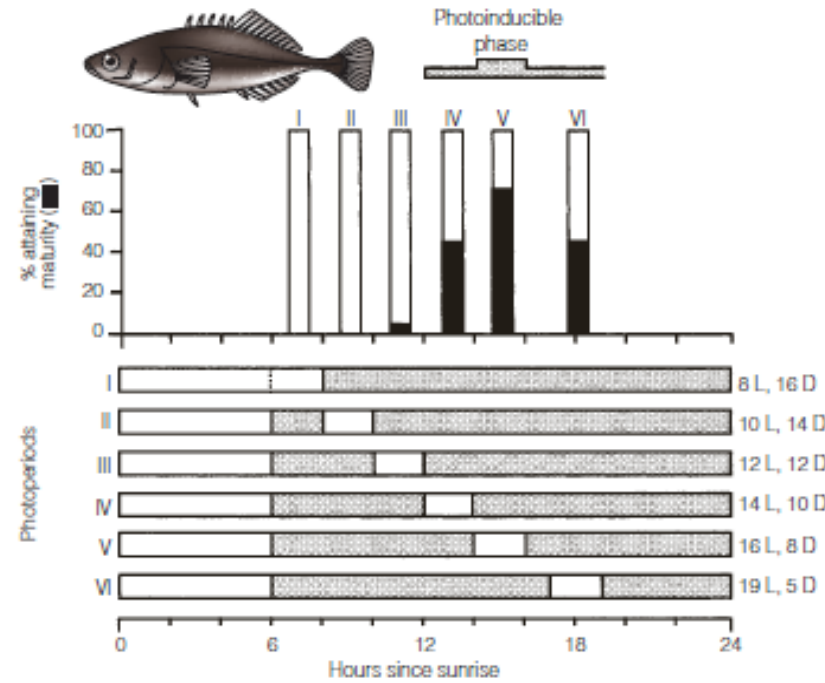 Photoinducible
phase
I II III IV V VI
100
80
60
40
20
0
% attaining
maturity (■)
I 8 L, 16 D
II 10 L, 14 D
III 12 L, 12 D
IV 14 L, 10 D
V 16 L, 8 D
VI 19 L, 5 D
Photoperiods
0 6 12 18 24
Hours since sunrise